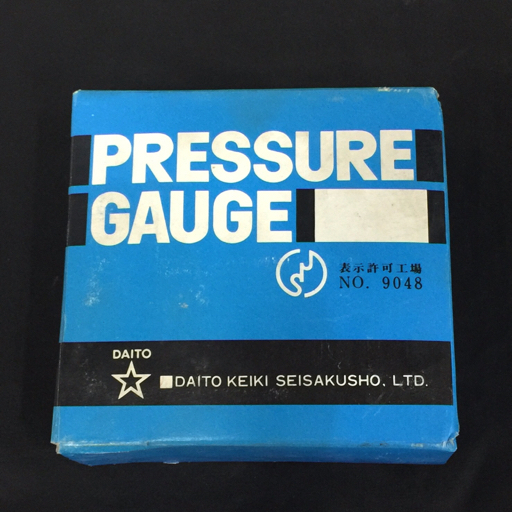 PRESSURE
GAUGE
表示許可工場
NO. 9048
DAITO
DAITO KEIKI SEISAKUSHO, LTD.